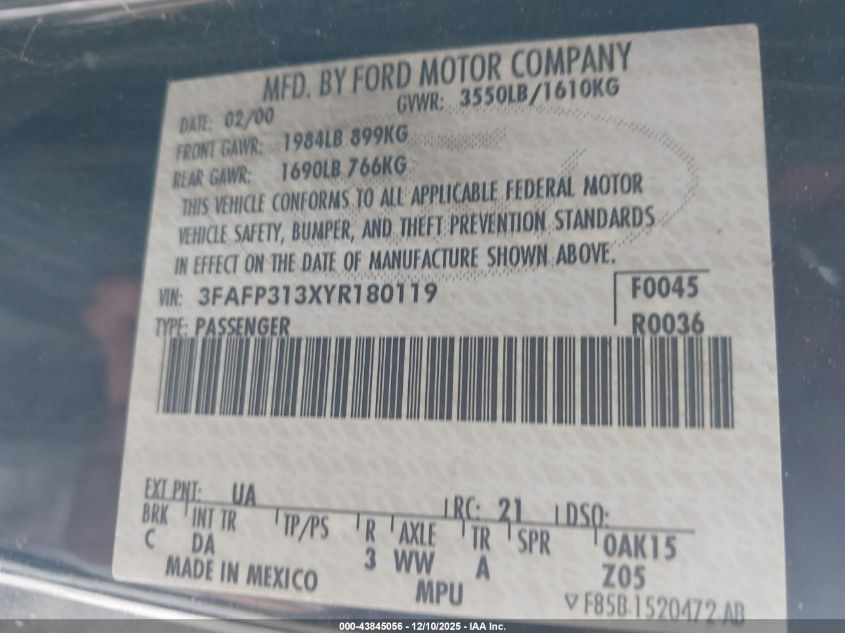 MFD. BY FORD MOTOR COMPANY
DATE: 02/00 GVWR: 3550LB/1610KG
FRONT GAWR: 1984LB 899KG
REAR GAWR: 1690LB 766KG
THIS VEHICLE CONFORMS TO ALL APPLICABLE FEDERAL MOTOR
VEHICLE SAFETY, BUMPER, AND THEFT PREVENTION STANDARDS
IN EFFECT ON THE DATE OF MANUFACTURE SHOWN ABOVE.
VIN: 3FAFP313XYR180119 F0045
TYPE: PASSENGER R0036
EXT PNT: UA RC: 21 DSO:
BRK INT TR TP/PS R AXLE TR SPR 0AK15
C DA 3 WW A Z05
MADE IN MEXICO MPU F85B 1520472 AB
000-43845056 - 12/10/2025 - IAA Inc.